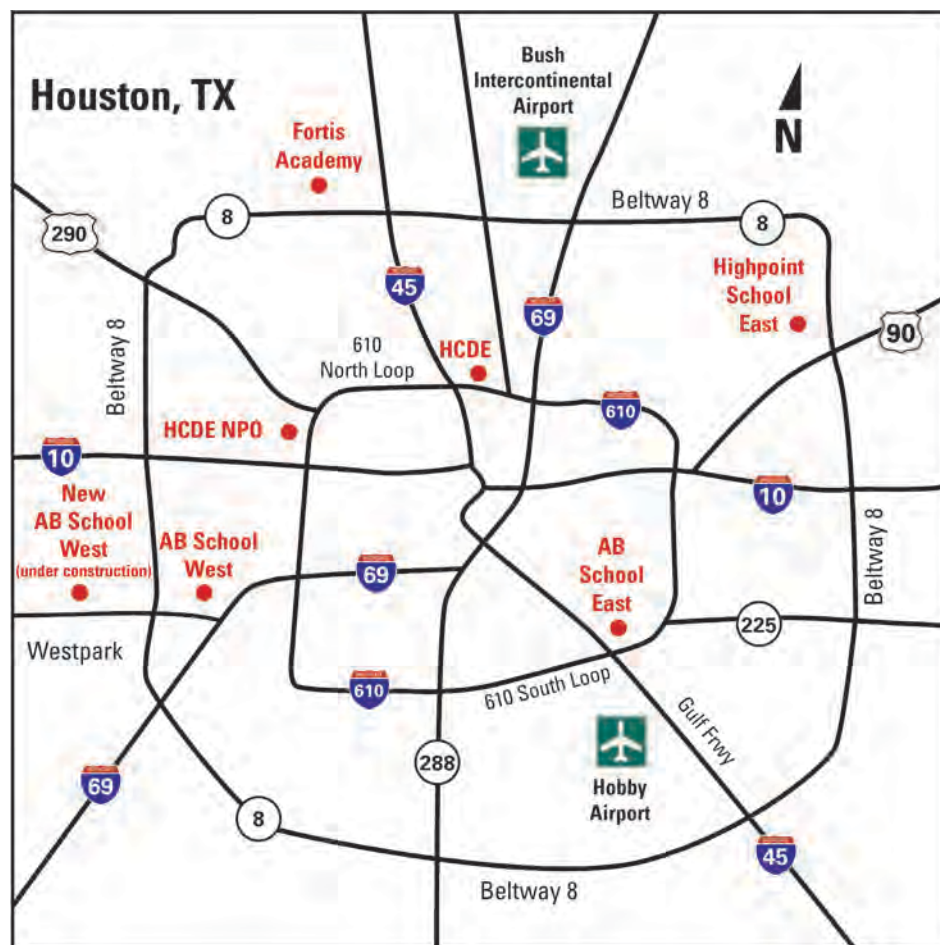 Houston, TX
Bush
Intercontinental
Airport
N
Fortis
Academy
Beltway 8
8
8
290
Highpoint
School
East
45
69
90
Beltway 8
610
North Loop
HCDE
610
HCDE NPO
10
10
New
AB School
West
(under construction)
AB School
West
69
AB
School
East
Beltway 8
225
Westpark
610
610 South Loop
Gulf Frwy
288
Hobby
Airport
69
8
45
Beltway 8